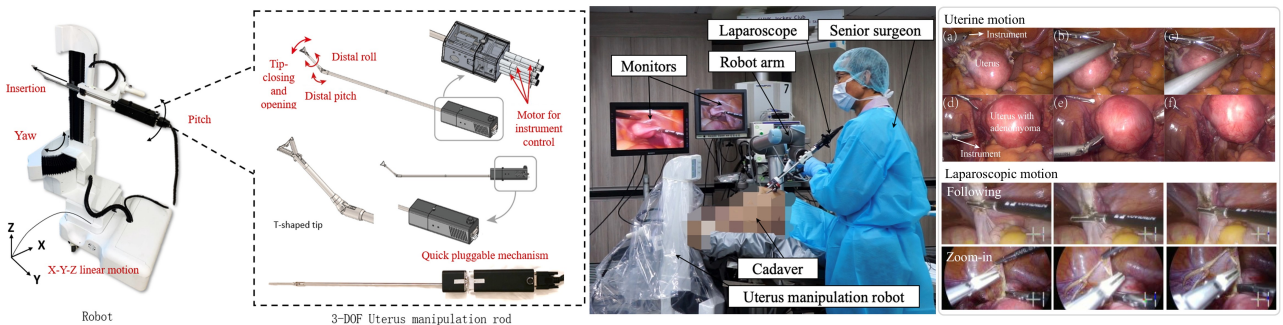 Insertion
Yaw
Pitch
Z
X
Y
X-Y-Z linear motion
Robot
Distal roll
Tip-
closing
and
opening
Distal pitch
Motor for
instrument
control
T-shaped tip
Quick pluggable mechanism
3-DOF Uterus manipulation rod
Laparoscope
Senior surgeon
Monitors
Robot arm
7
Cadaver
Uterus manipulation robot
Uterine motion
(a)
Instrument
(b)
(c)
Uterus
(d)
Uterus with
adenomyoma
(e)
(f)
Instrument
Laparoscopic motion
Following
Zoom-in